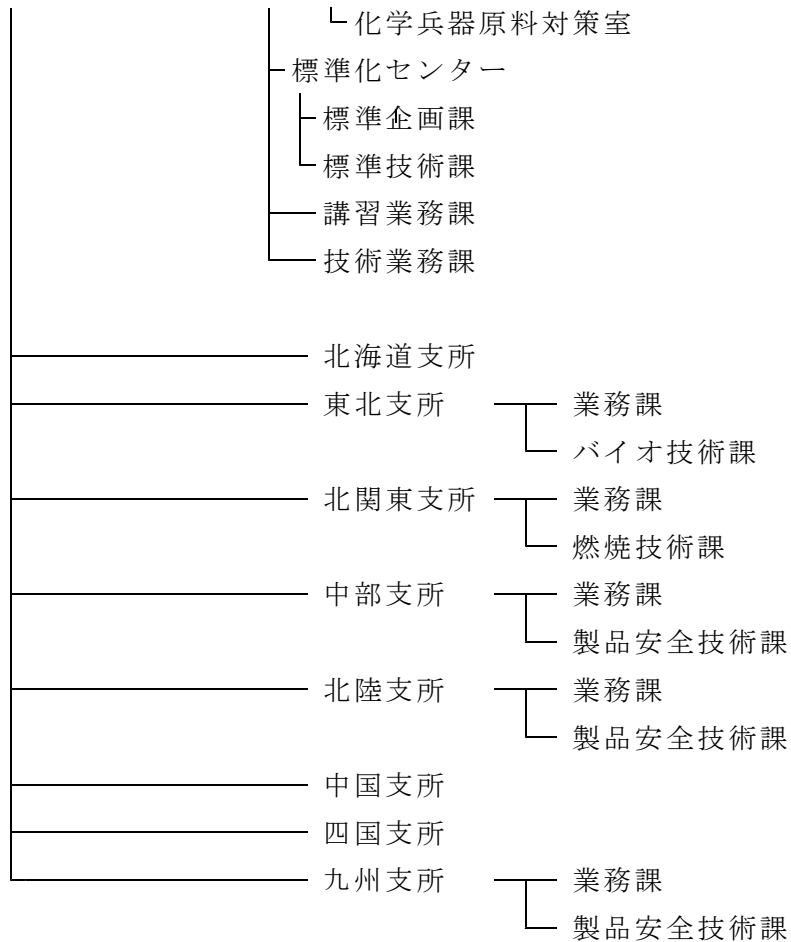 化学兵器原料対策室
標準化センター
標準企画課
標準技術課
講習業務課
技術業務課
北海道支所
東北支所 業務課
バイオ技術課
北関東支所 業務課
燃焼技術課
中部支所 業務課
製品安全技術課
北陸支所 業務課
製品安全技術課
中国支所
四国支所
九州支所 業務課
製品安全技術課